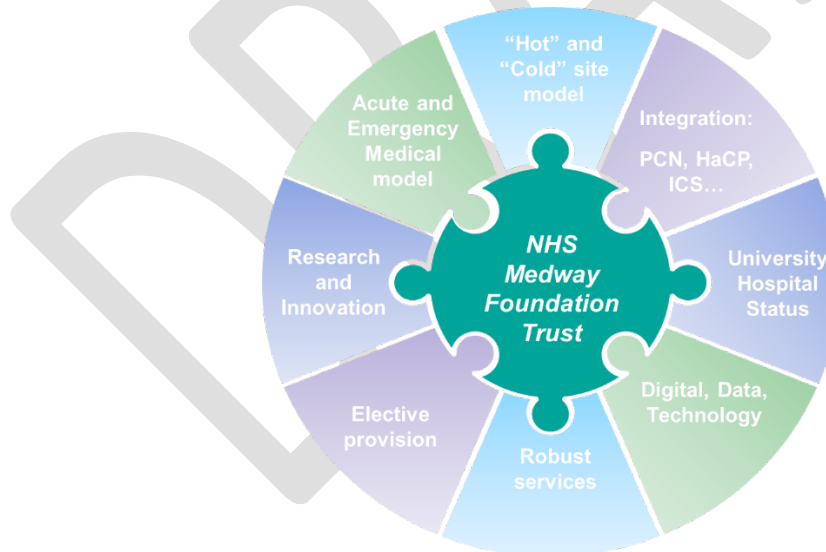 “Hot” and
“Cold” site
model
Integration:
PCN, HaCP,
ICS…
University
Hospital
Status
Digital, Data,
Technology
Robust
services
Elective
provision
Research
and
Innovation
Acute and
Emergency
Medical
model
NHS
Medway
Foundation
Trust